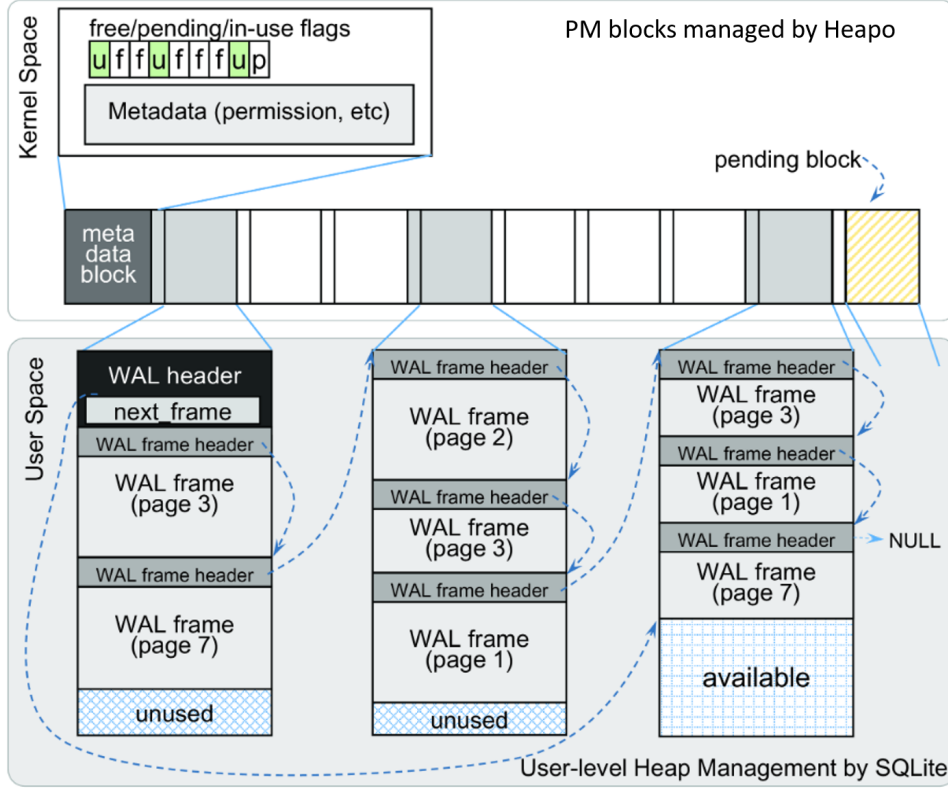 Kernel Space
free/pending/in-use flags
u f f u f f f u p
Metadata (permission, etc)
PM blocks managed by Heapo
pending block
meta
data
block
User Space
WAL header
next_frame
WAL frame header
WAL frame
(page 3)
WAL frame header
WAL frame
(page 7)
unused
WAL frame header
WAL frame
(page 2)
WAL frame header
WAL frame
(page 3)
WAL frame header
WAL frame
(page 1)
unused
WAL frame header
WAL frame
(page 3)
WAL frame header
WAL frame
(page 1)
WAL frame header
NULL
WAL frame
(page 7)
available
User-level Heap Management by SQLite